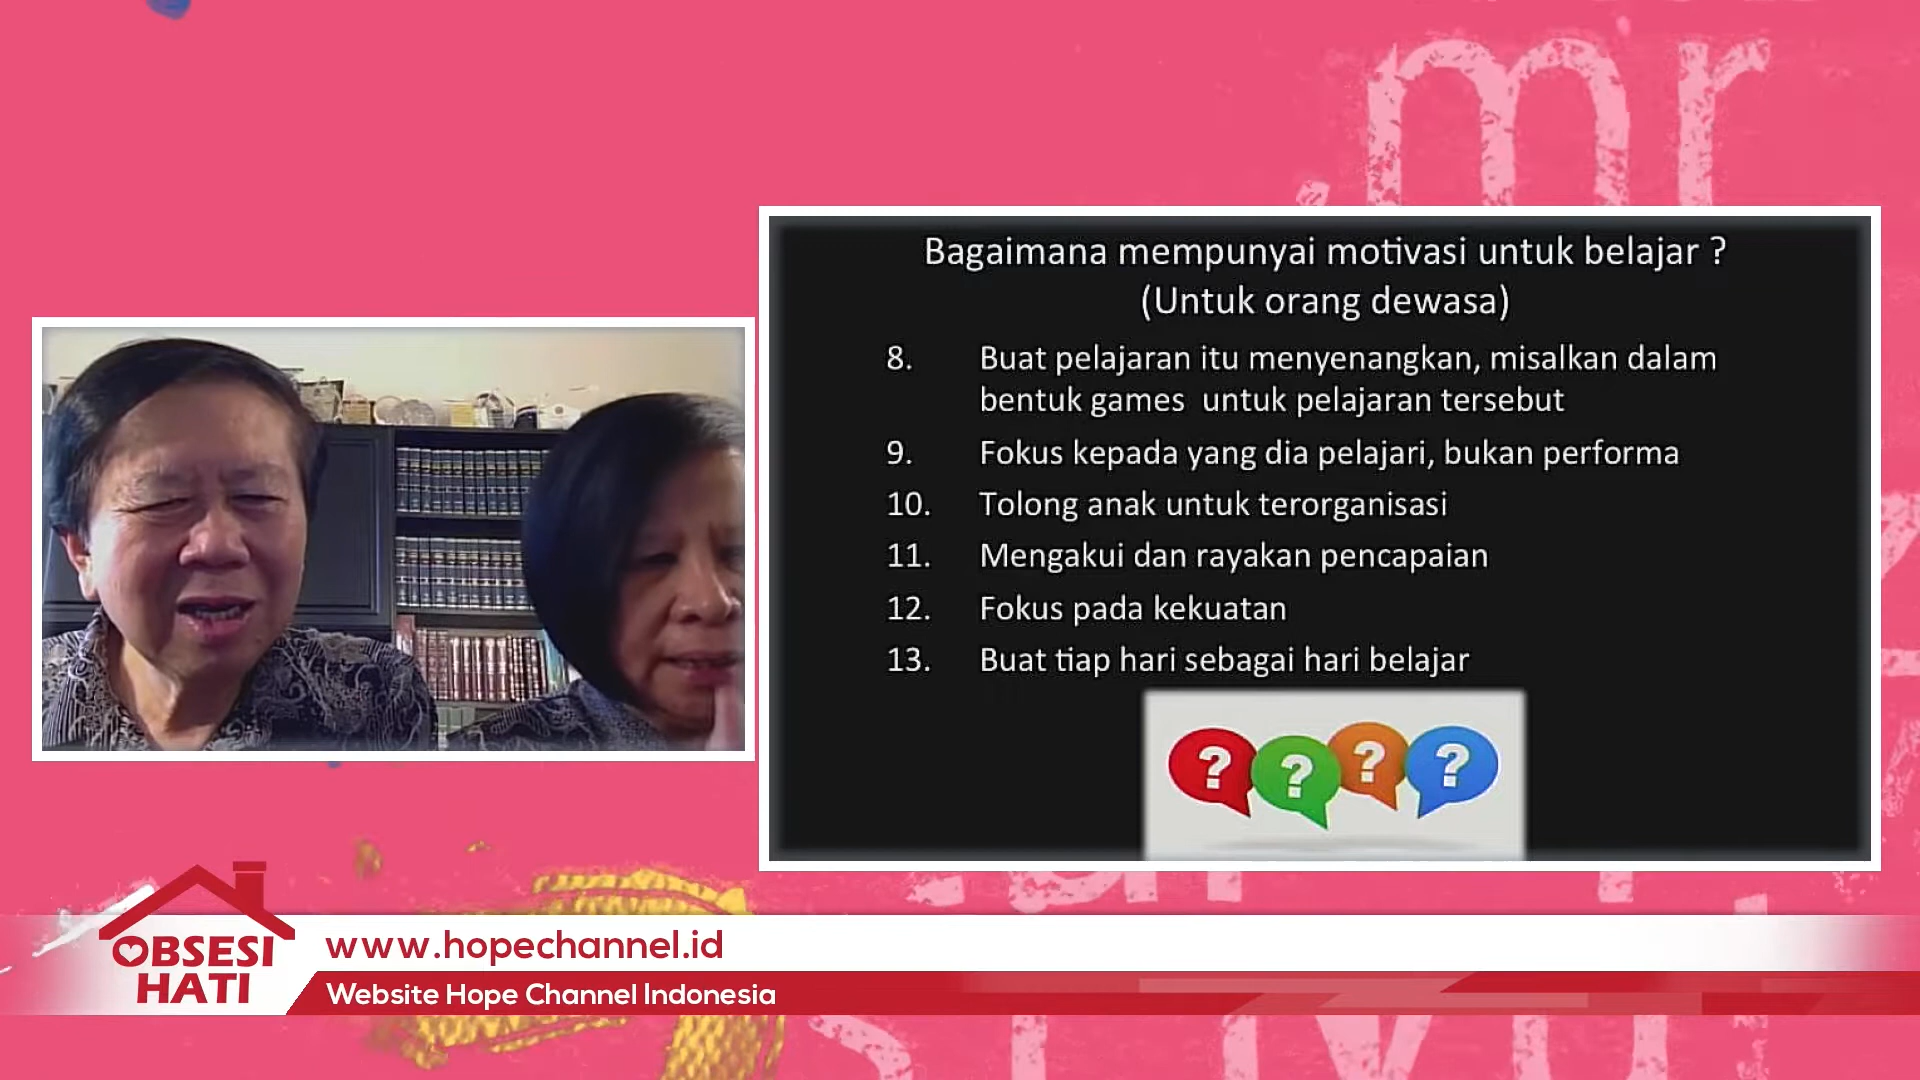 .mr
Bagaimana mempunyai motivasi untuk belajar ?
(Untuk orang dewasa)
8. Buat pelajaran itu menyenangkan, misalkan dalam
bentuk games untuk pelajaran tersebut
9. Fokus kepada yang dia pelajari, bukan performa
10. Tolong anak untuk terorganisasi
11. Mengakui dan rayakan pencapaian
12. Fokus pada kekuatan
13. Buat tiap hari sebagai hari belajar
? ? ? ?
OBSESI
HATI
www.hopechannel.id
Website Hope Channel Indonesia